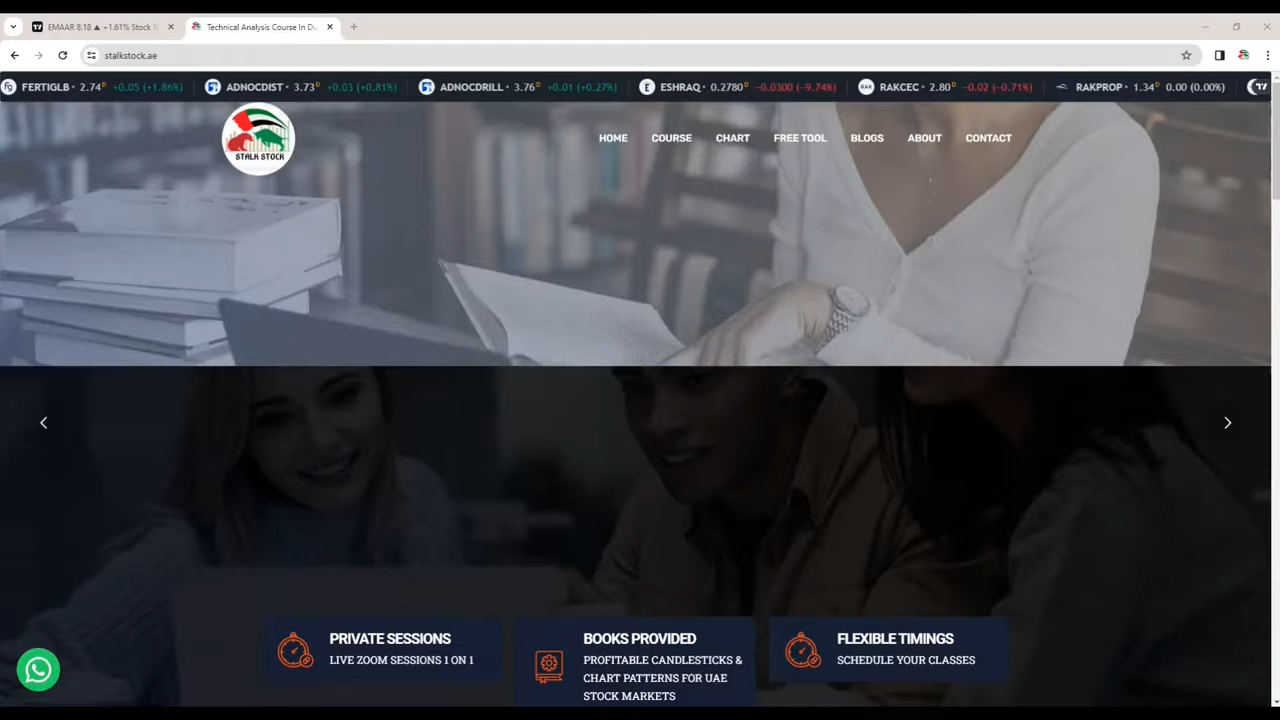 EMAAR 8.18 ▲ +1.61% Stock
Technical Analysis Course In Du
stalkstock.ae
FERTIGLB 2.74 D +0.05 (+1.86%) ADNOCDIST 3.73 D +0.03 (+0.81%) ADNOCDRILL 3.76 D +0.01 (+0.27%) ESHRAQ 0.2780 D −0.0300 (−9.74%) RAK RAKCEC 2.80 D −0.02 (−0.71%) RAKPROP 1.34 D 0.00 (0.00%)
STALK STOCK
HOME COURSE CHART FREE TOOL BLOGS ABOUT CONTACT
PRIVATE SESSIONS
LIVE ZOOM SESSIONS 1 ON 1
BOOKS PROVIDED
PROFITABLE CANDLESTICKS &
CHART PATTERNS FOR UAE
STOCK MARKETS
FLEXIBLE TIMINGS
SCHEDULE YOUR CLASSES